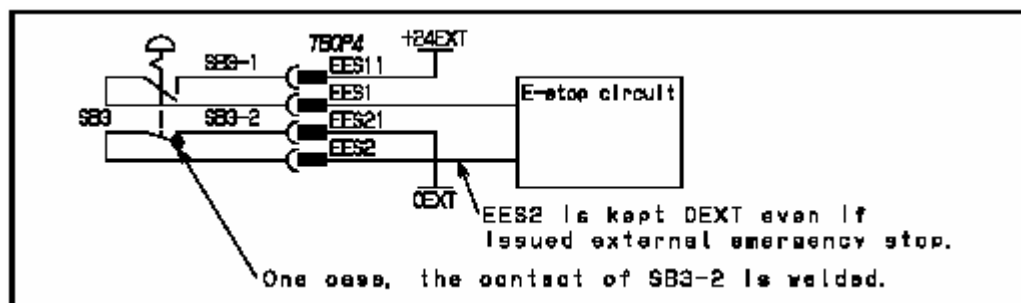 TBOP4
+24EXT
SB3-1
EES11
EES1
E-stop circuit
SB3
SB3-2
EES21
EES2
0EXT
EES2 is kept 0EXT even if
issued external emergency stop.
One case, the contact of SB3-2 is welded.